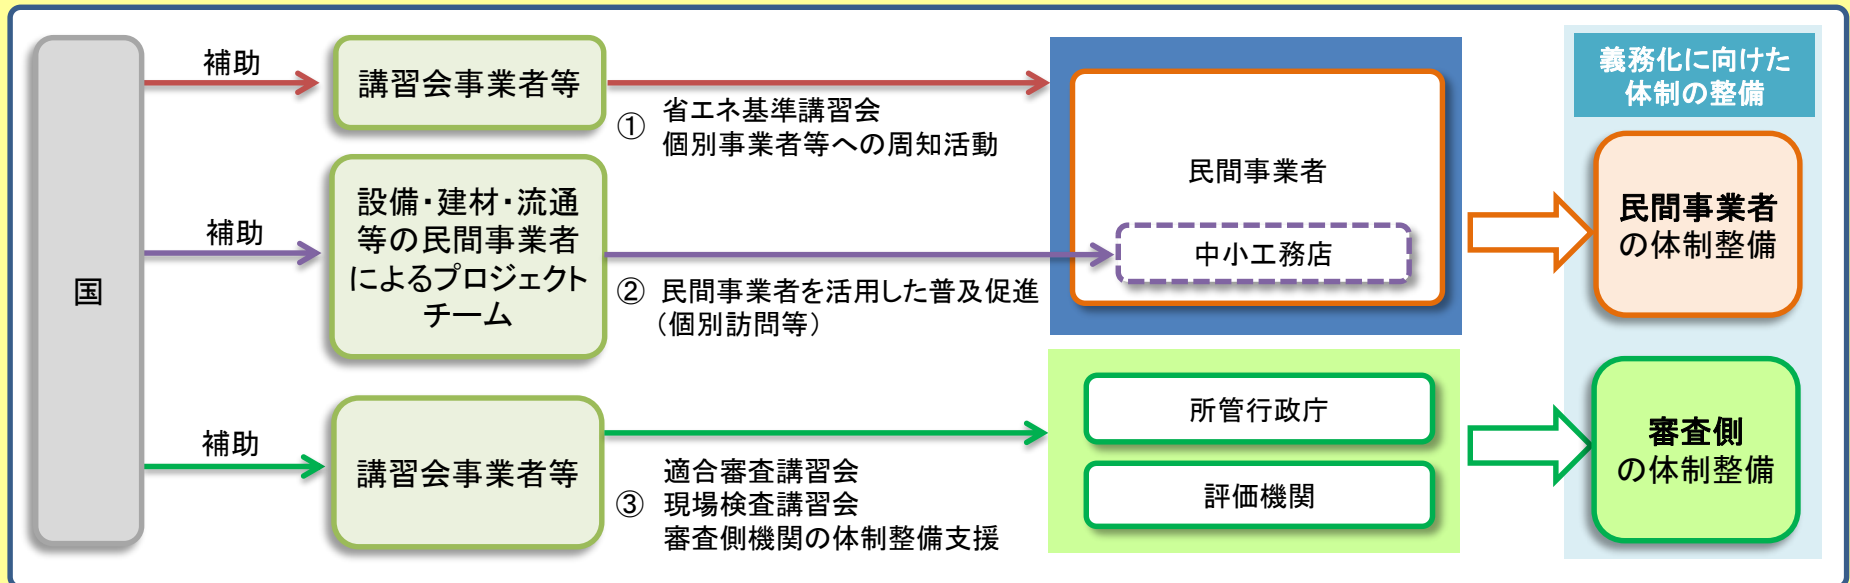 国
補助
講習会事業者等
①
省エネ基準講習会
個別事業者等への周知活動
補助
設備・建材・流通
等の民間事業者
によるプロジェクト
チーム
②
民間事業者を活用した普及促進
（個別訪問等）
補助
講習会事業者等
③
適合審査講習会
現場検査講習会
審査側機関の体制整備支援
民間事業者
中小工務店
所管行政庁
評価機関
義務化に向けた
体制の整備
民間事業者
の体制整備
審査側
の体制整備